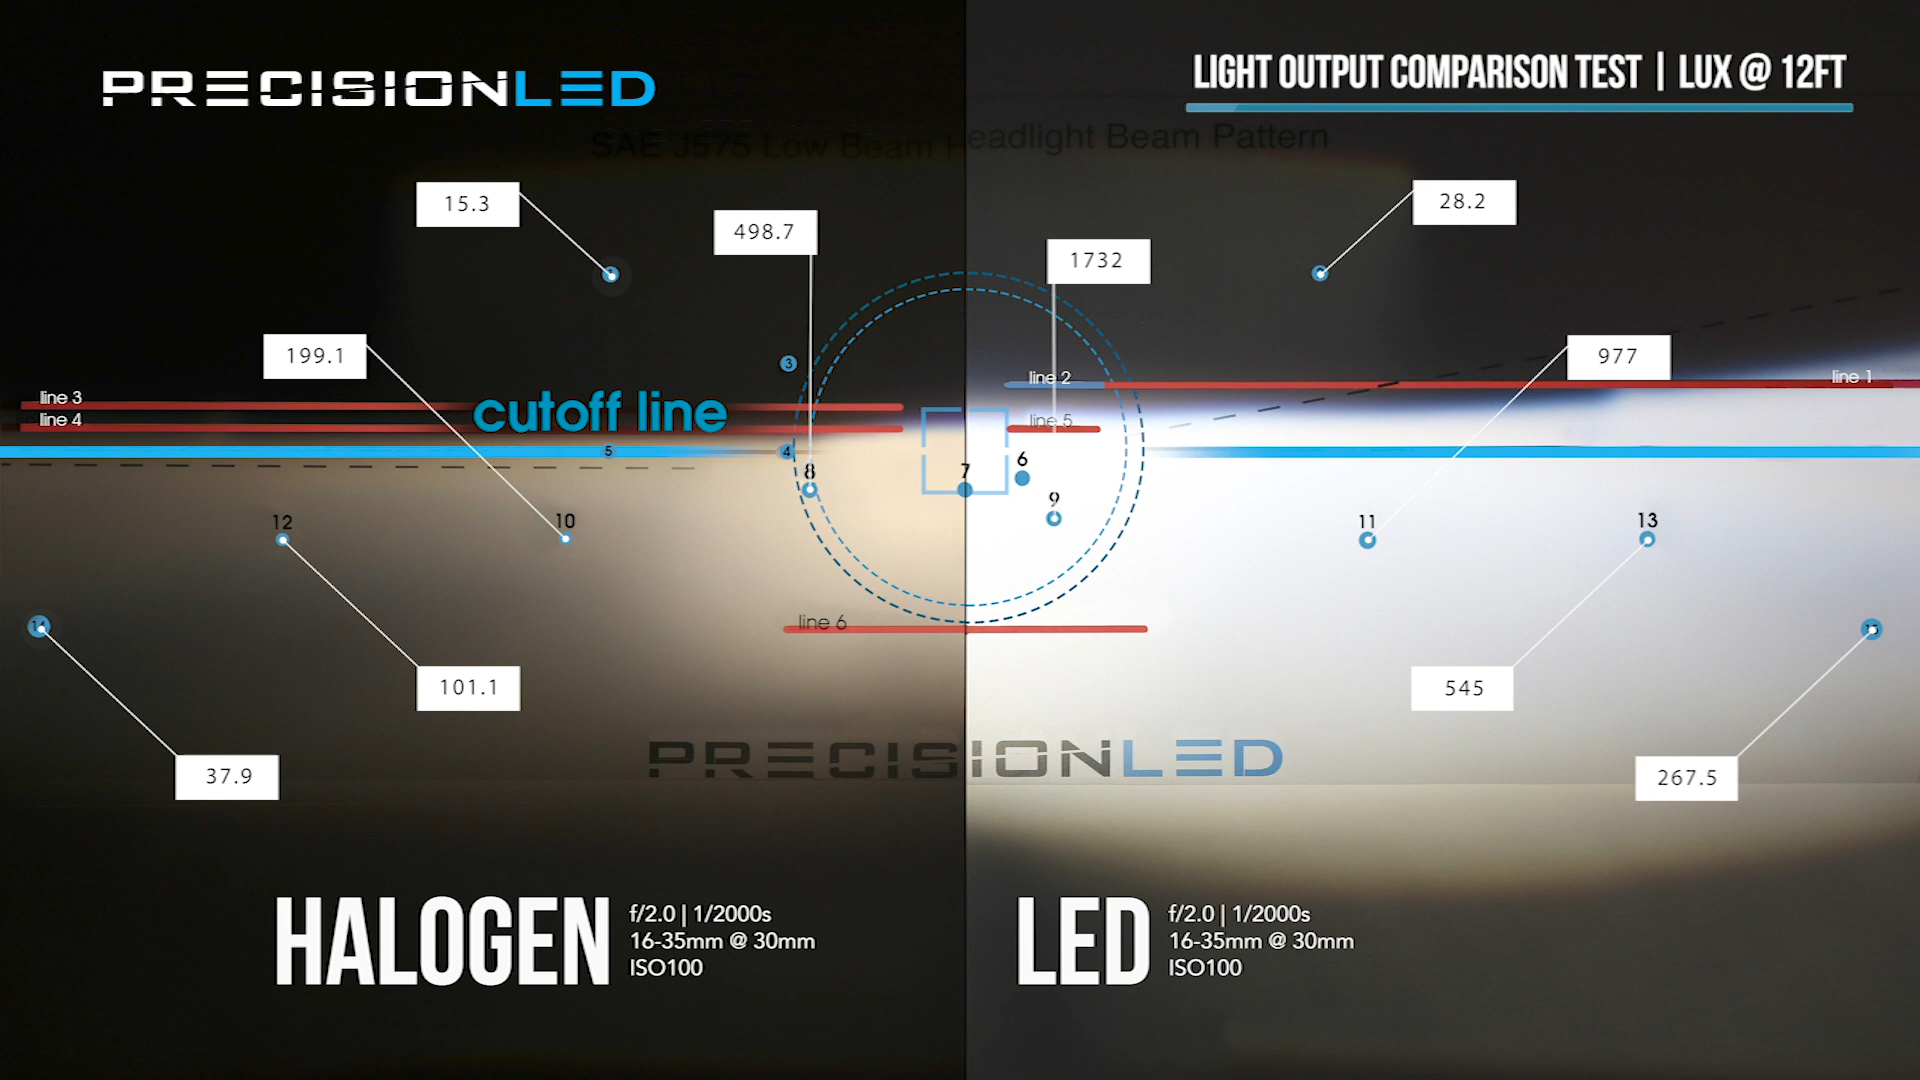 PRECISIONLED
LIGHT OUTPUT COMPARISON TEST | LUX @ 12FT
SAE J575 Low Beam Headlight Beam Pattern
15.3
28.2
498.7
1732
199.1
977
3
line 2
line 1
line 3
cutoff line
line 4
line 5
5
4
8
7
6
9
12
10
11
13
14
line 6
15
101.1
545
PRECISIONLED
37.9
267.5
HALOGEN
f/2.0 | 1/2000s
16-35mm @ 30mm
ISO100
LED
f/2.0 | 1/2000s
16-35mm @ 30mm
ISO100